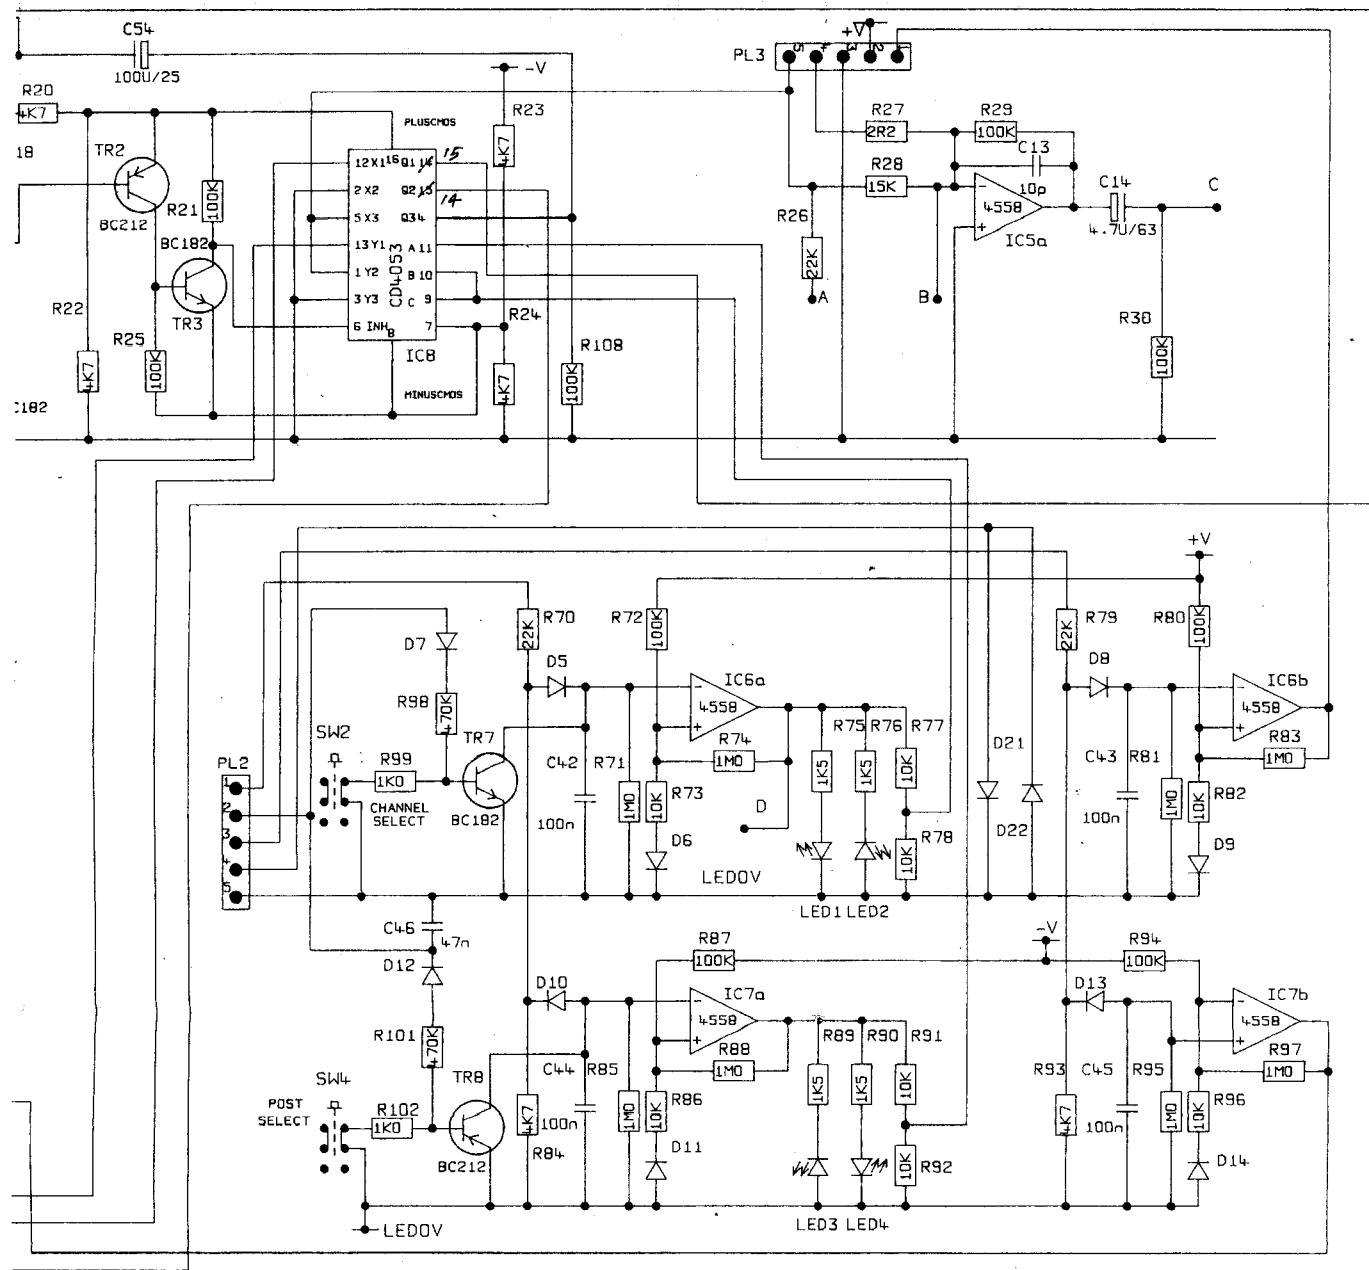 C54
100U/25
-V
+V
PL3
5 4 3 2 1
R20
4K7
18
TR2
BC212
R21
100K
BC182
TR3
R22
4K7
R25
100K
C182
PLUSCMOS
16
12 X1 Q1 14 15
2 X2 Q2 15 14
5 X3 Q3 4
13 Y1 A 11
1 Y2 B 10
3 Y3 C 9
6 INH 8 7
CD4053
IC8
MINUSCMOS
R23
4K7
R24
4K7
R108
100K
R27
2R2
R28
15K
R29
100K
C13
10p
R26
22K
A
B
-
+
4558
IC5a
C14
4.7U/63
C
R30
100K
+V
R70
22K
R72
100K
R79
22K
R80
100K
D7
D5
D8
R98
470K
IC6a
-
+
4558
IC6b
-
+
4558
SW2
R99
1K0
TR7
BC182
CHANNEL
SELECT
PL2
1
2
3
4
5
C42
100n
R71
1M0
R74
1M0
R73
10K
D6
D
LED0V
R75
1K5
R76
1K5
R77
10K
R78
10K
D21
D22
C43
100n
R81
1M0
R83
1M0
R82
10K
D9
LED1 LED2
C46
47n
D12
R87
100K
-V
R94
100K
D10
IC7a
-
+
4558
D13
IC7b
-
+
4558
R101
470K
SW4
POST
SELECT
R102
1K0
TR8
BC212
C44
100n
R85
1M0
R84
4K7
R88
1M0
R86
10K
D11
R89
1K5
R90
1K5
R91
10K
R92
10K
R93
4K7
C45
100n
R95
1M0
R97
1M0
R96
10K
D14
LED3 LED4
LED0V